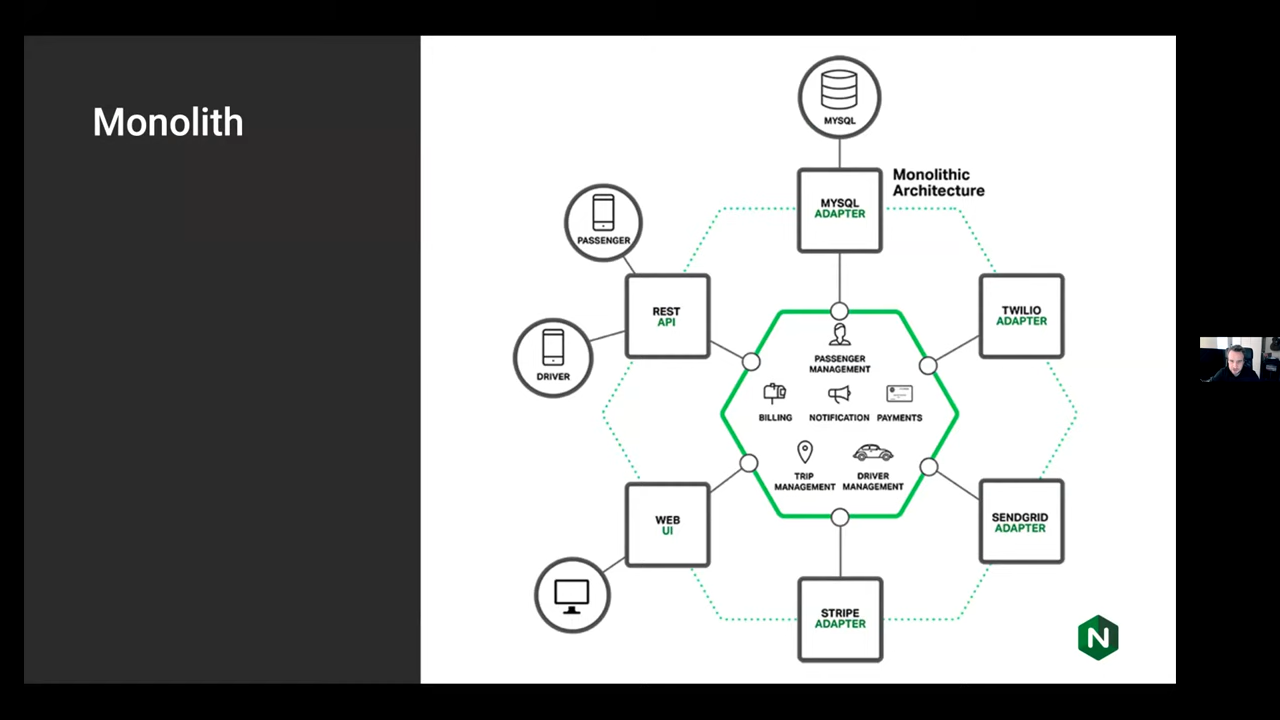 Monolith
MYSQL
Monolithic
Architecture
MYSQL
ADAPTER
PASSENGER
REST
API
TWILIO
ADAPTER
DRIVER
PASSENGER
MANAGEMENT
BILLING
NOTIFICATION
PAYMENTS
TRIP
MANAGEMENT
DRIVER
MANAGEMENT
WEB
UI
SENDGRID
ADAPTER
STRIPE
ADAPTER
N